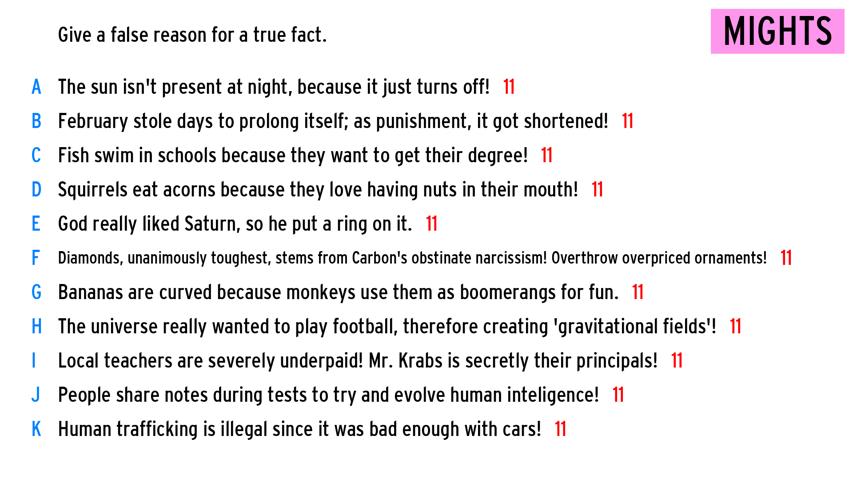 Give a false reason for a true fact.
MIGHTS
A The sun isn't present at night, because it just turns off! 11
B February stole days to prolong itself; as punishment, it got shortened! 11
C Fish swim in schools because they want to get their degree! 11
D Squirrels eat acorns because they love having nuts in their mouth! 11
E God really liked Saturn, so he put a ring on it. 11
F Diamonds, unanimously toughest, stems from Carbon's obstinate narcissism! Overthrow overpriced ornaments! 11
G Bananas are curved because monkeys use them as boomerangs for fun. 11
H The universe really wanted to play football, therefore creating 'gravitational fields'! 11
I Local teachers are severely underpaid! Mr. Krabs is secretly their principals! 11
J People share notes during tests to try and evolve human inteligence! 11
K Human trafficking is illegal since it was bad enough with cars! 11